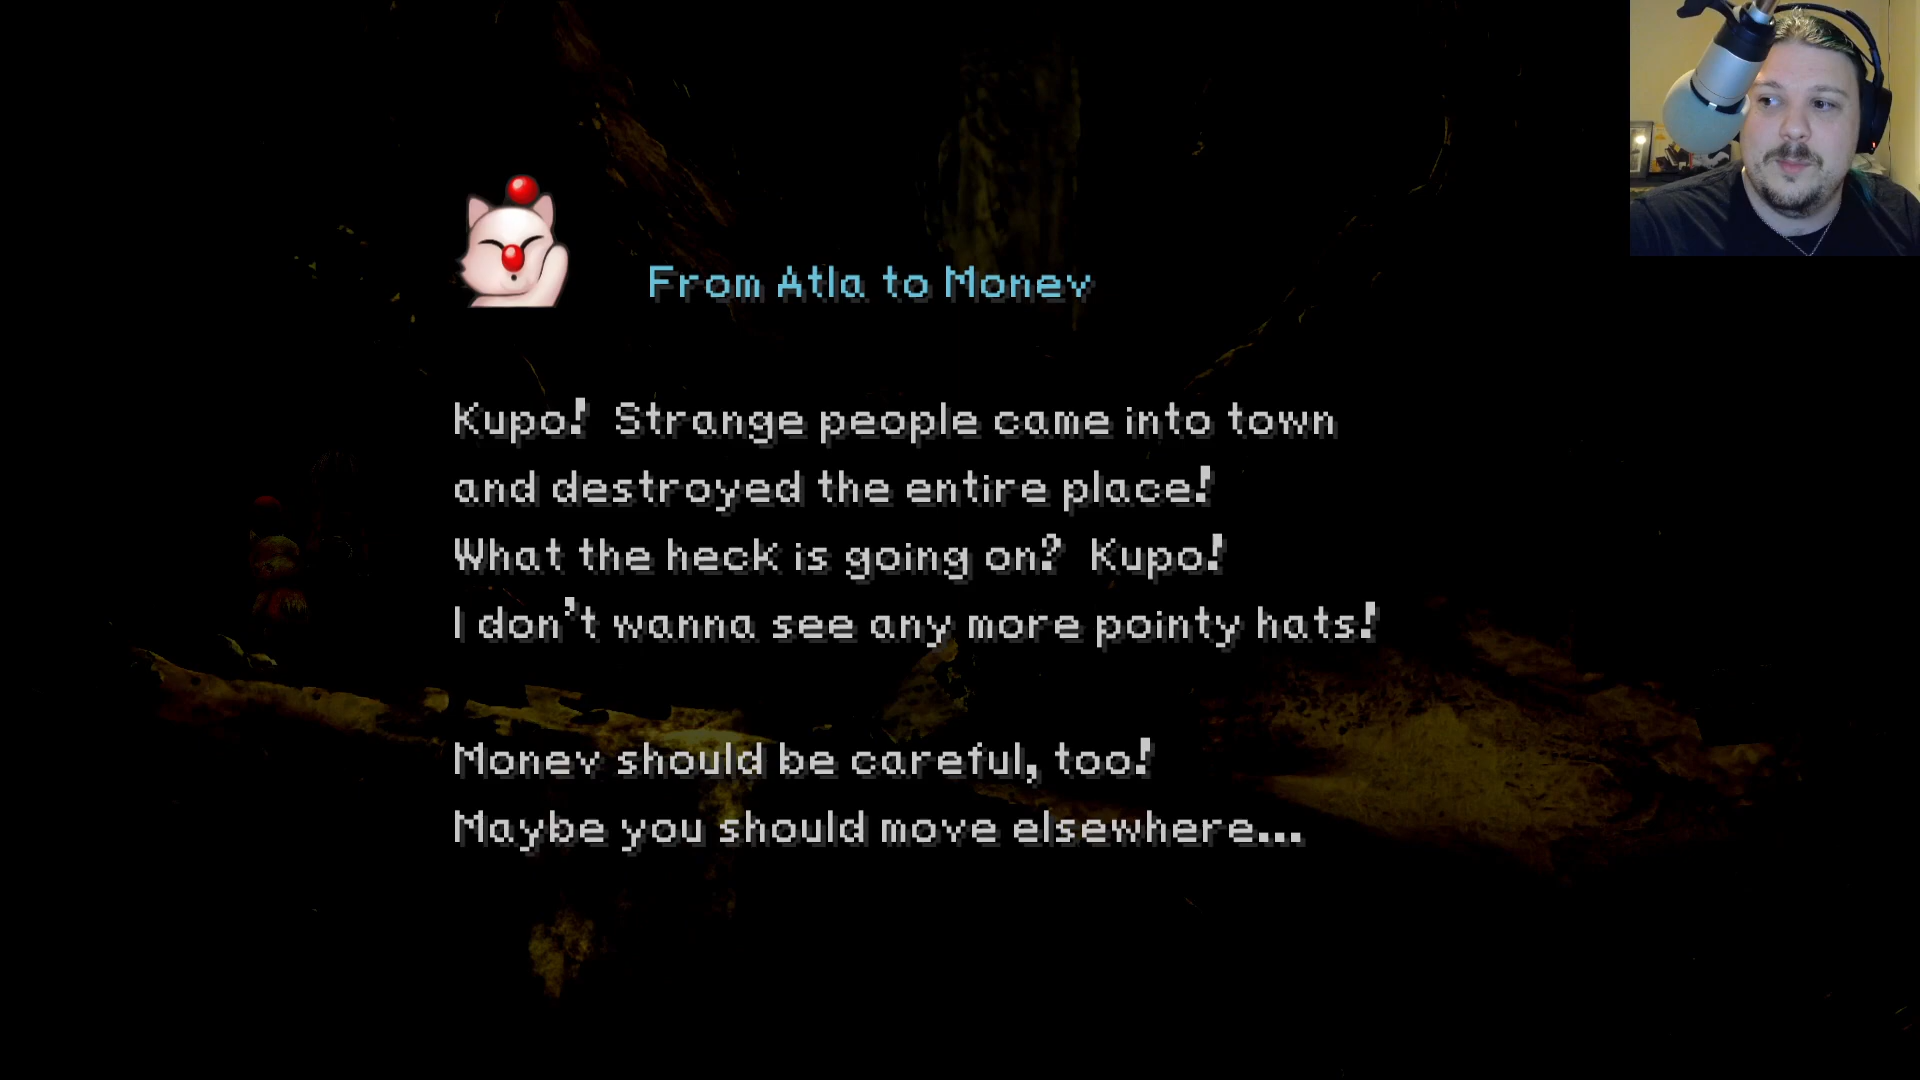 From Atla to Monev
Kupo! Strange people came into town
and destroyed the entire place!
What the heck is going on? Kupo!
I don't wanna see any more pointy hats!
Monev should be careful, too!
Maybe you should move elsewhere...